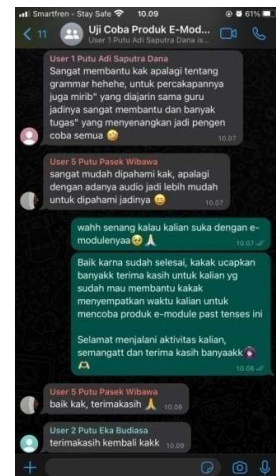 Smartfren - Stay Safe 10.09 61%
11 Uji Coba Produk E-Mod...
User 1 Putu Adi Saputra Dana is...
User 1 Putu Adi Saputra Dana
Sangat membantu kak apalagi tentang
grammar hehehe, untuk percakapannya
juga mirib" yang diajarin sama guru
jadinya sangat membantu dan banyak
tugas" yang menyenangkan jadi pengen
coba semua 😊
10.07
User 5 Putu Pasek Wibawa
sangat mudah dipahami kak, apalagi
dengan adanya audio jadi lebih mudah
untuk dipahami jadinya 😄
10.07
wahh senang kalau kalian suka dengan e-
modulenyaa😍🙏
10.07
Baik karna sudah selesai, kakak ucapkan
banyakk terima kasih untuk kalian yg
sudah mau membantu kakak
menyempatkan waktu kalian untuk
mencoba produk e-module past tenses ini
Selamat menjalani aktivitas kalian,
semangatt dan terima kasih banyakk
10.08
User 5 Putu Pasek Wibawa
baik kak, terimakasih 🙏 10.08
User 2 Putu Eka Budiasa
terimakasih kembali kakk 10.09